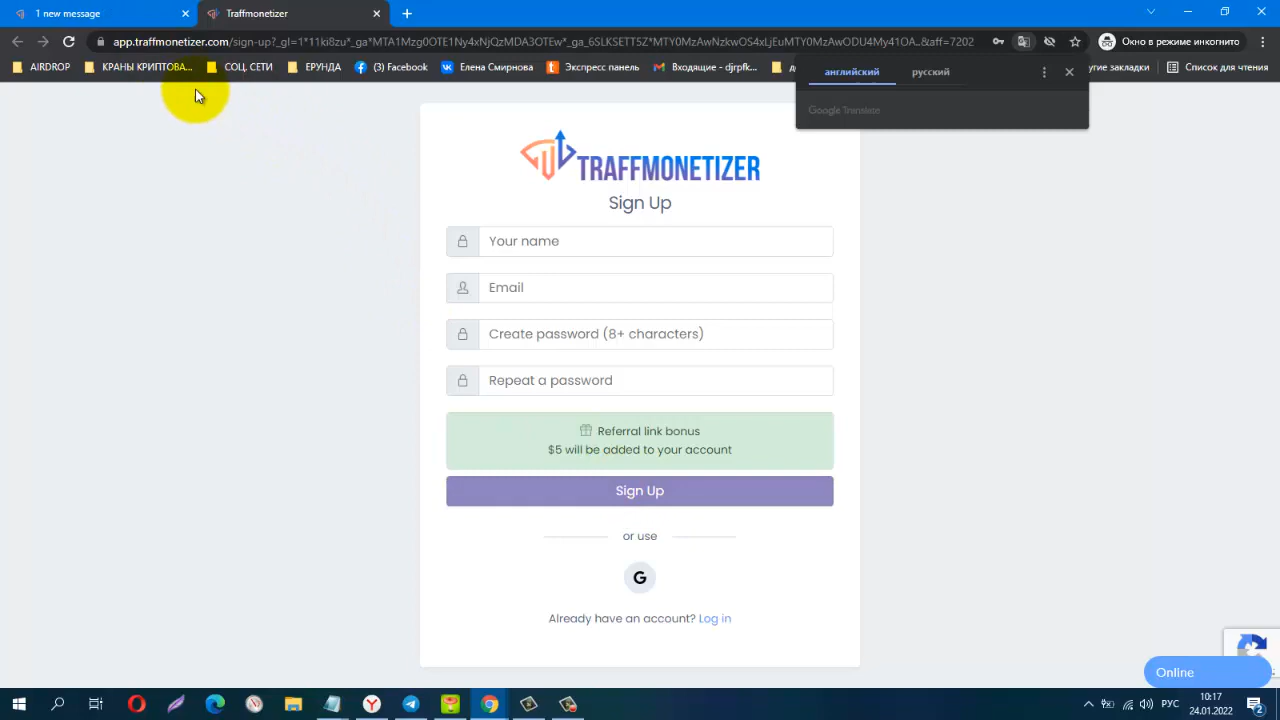 1 new message
Traffmonetizer
app.traffmonetizer.com/sign-up?_gl=1*11ki8zu*_ga*MTA1Mzg0OTE1Ny4xNjQzMDA3OTEw*_ga_6SLKSETT5Z*MTY0MzAwNzkwOS4xLjEuMTY0MzAwODU4My41OA..&aff=7202
Окно в режиме инкогнито
AIRDROP
КРАНЫ КРИПТОВА...
СОЦ.СЕТИ
ЕРУНДА
(3) Facebook
Елена Смирнова
Экспресс панель
Входящие - djrpfk...
Список для чтения
английский
русский
Google Translate
TRAFFMONETIZER
Sign Up
Your name
Email
Create password (8+ characters)
Repeat a password
Referral link bonus
$5 will be added to your account
Sign Up
or use
G
Already have an account? Log in
Online
РУС
10:17
24.01.2022
2